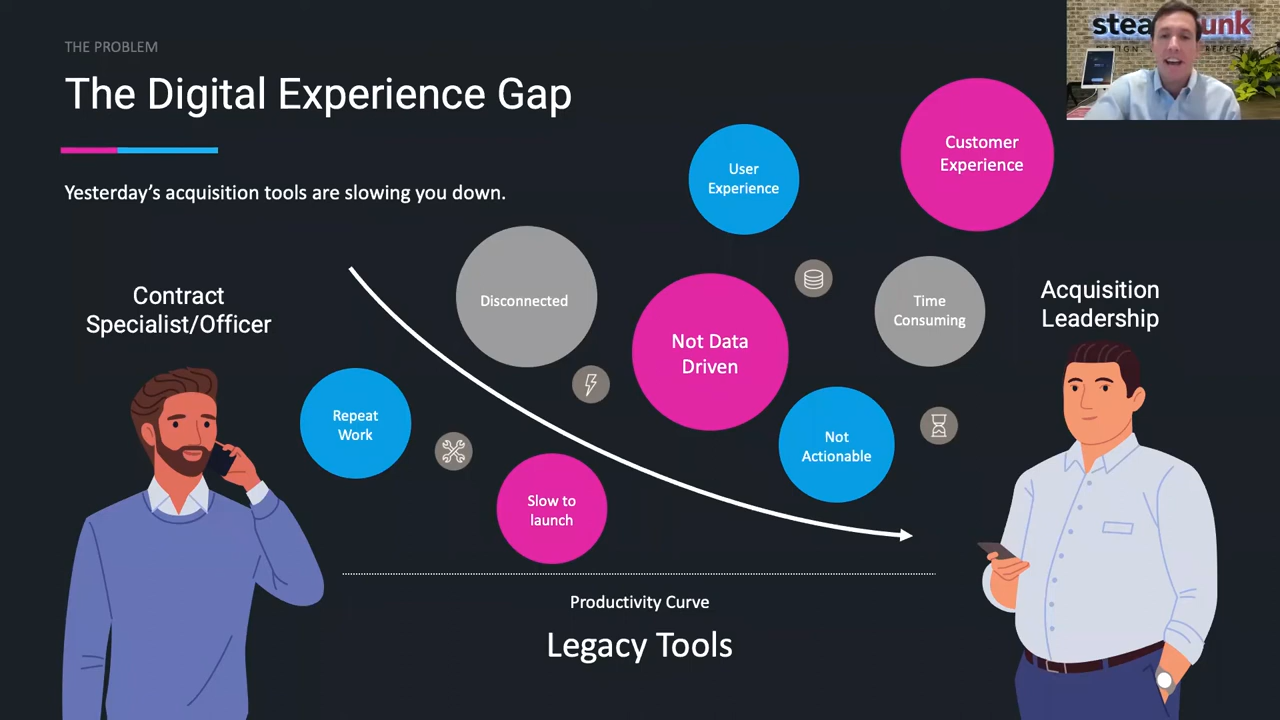 THE PROBLEM
The Digital Experience Gap
Yesterday's acquisition tools are slowing you down.
User
Experience
Customer
Experience
Disconnected
Not Data
Driven
Time
Consuming
Contract
Specialist/Officer
Acquisition
Leadership
Repeat
Work
Not
Actionable
Slow to
launch
Productivity Curve
Legacy Tools